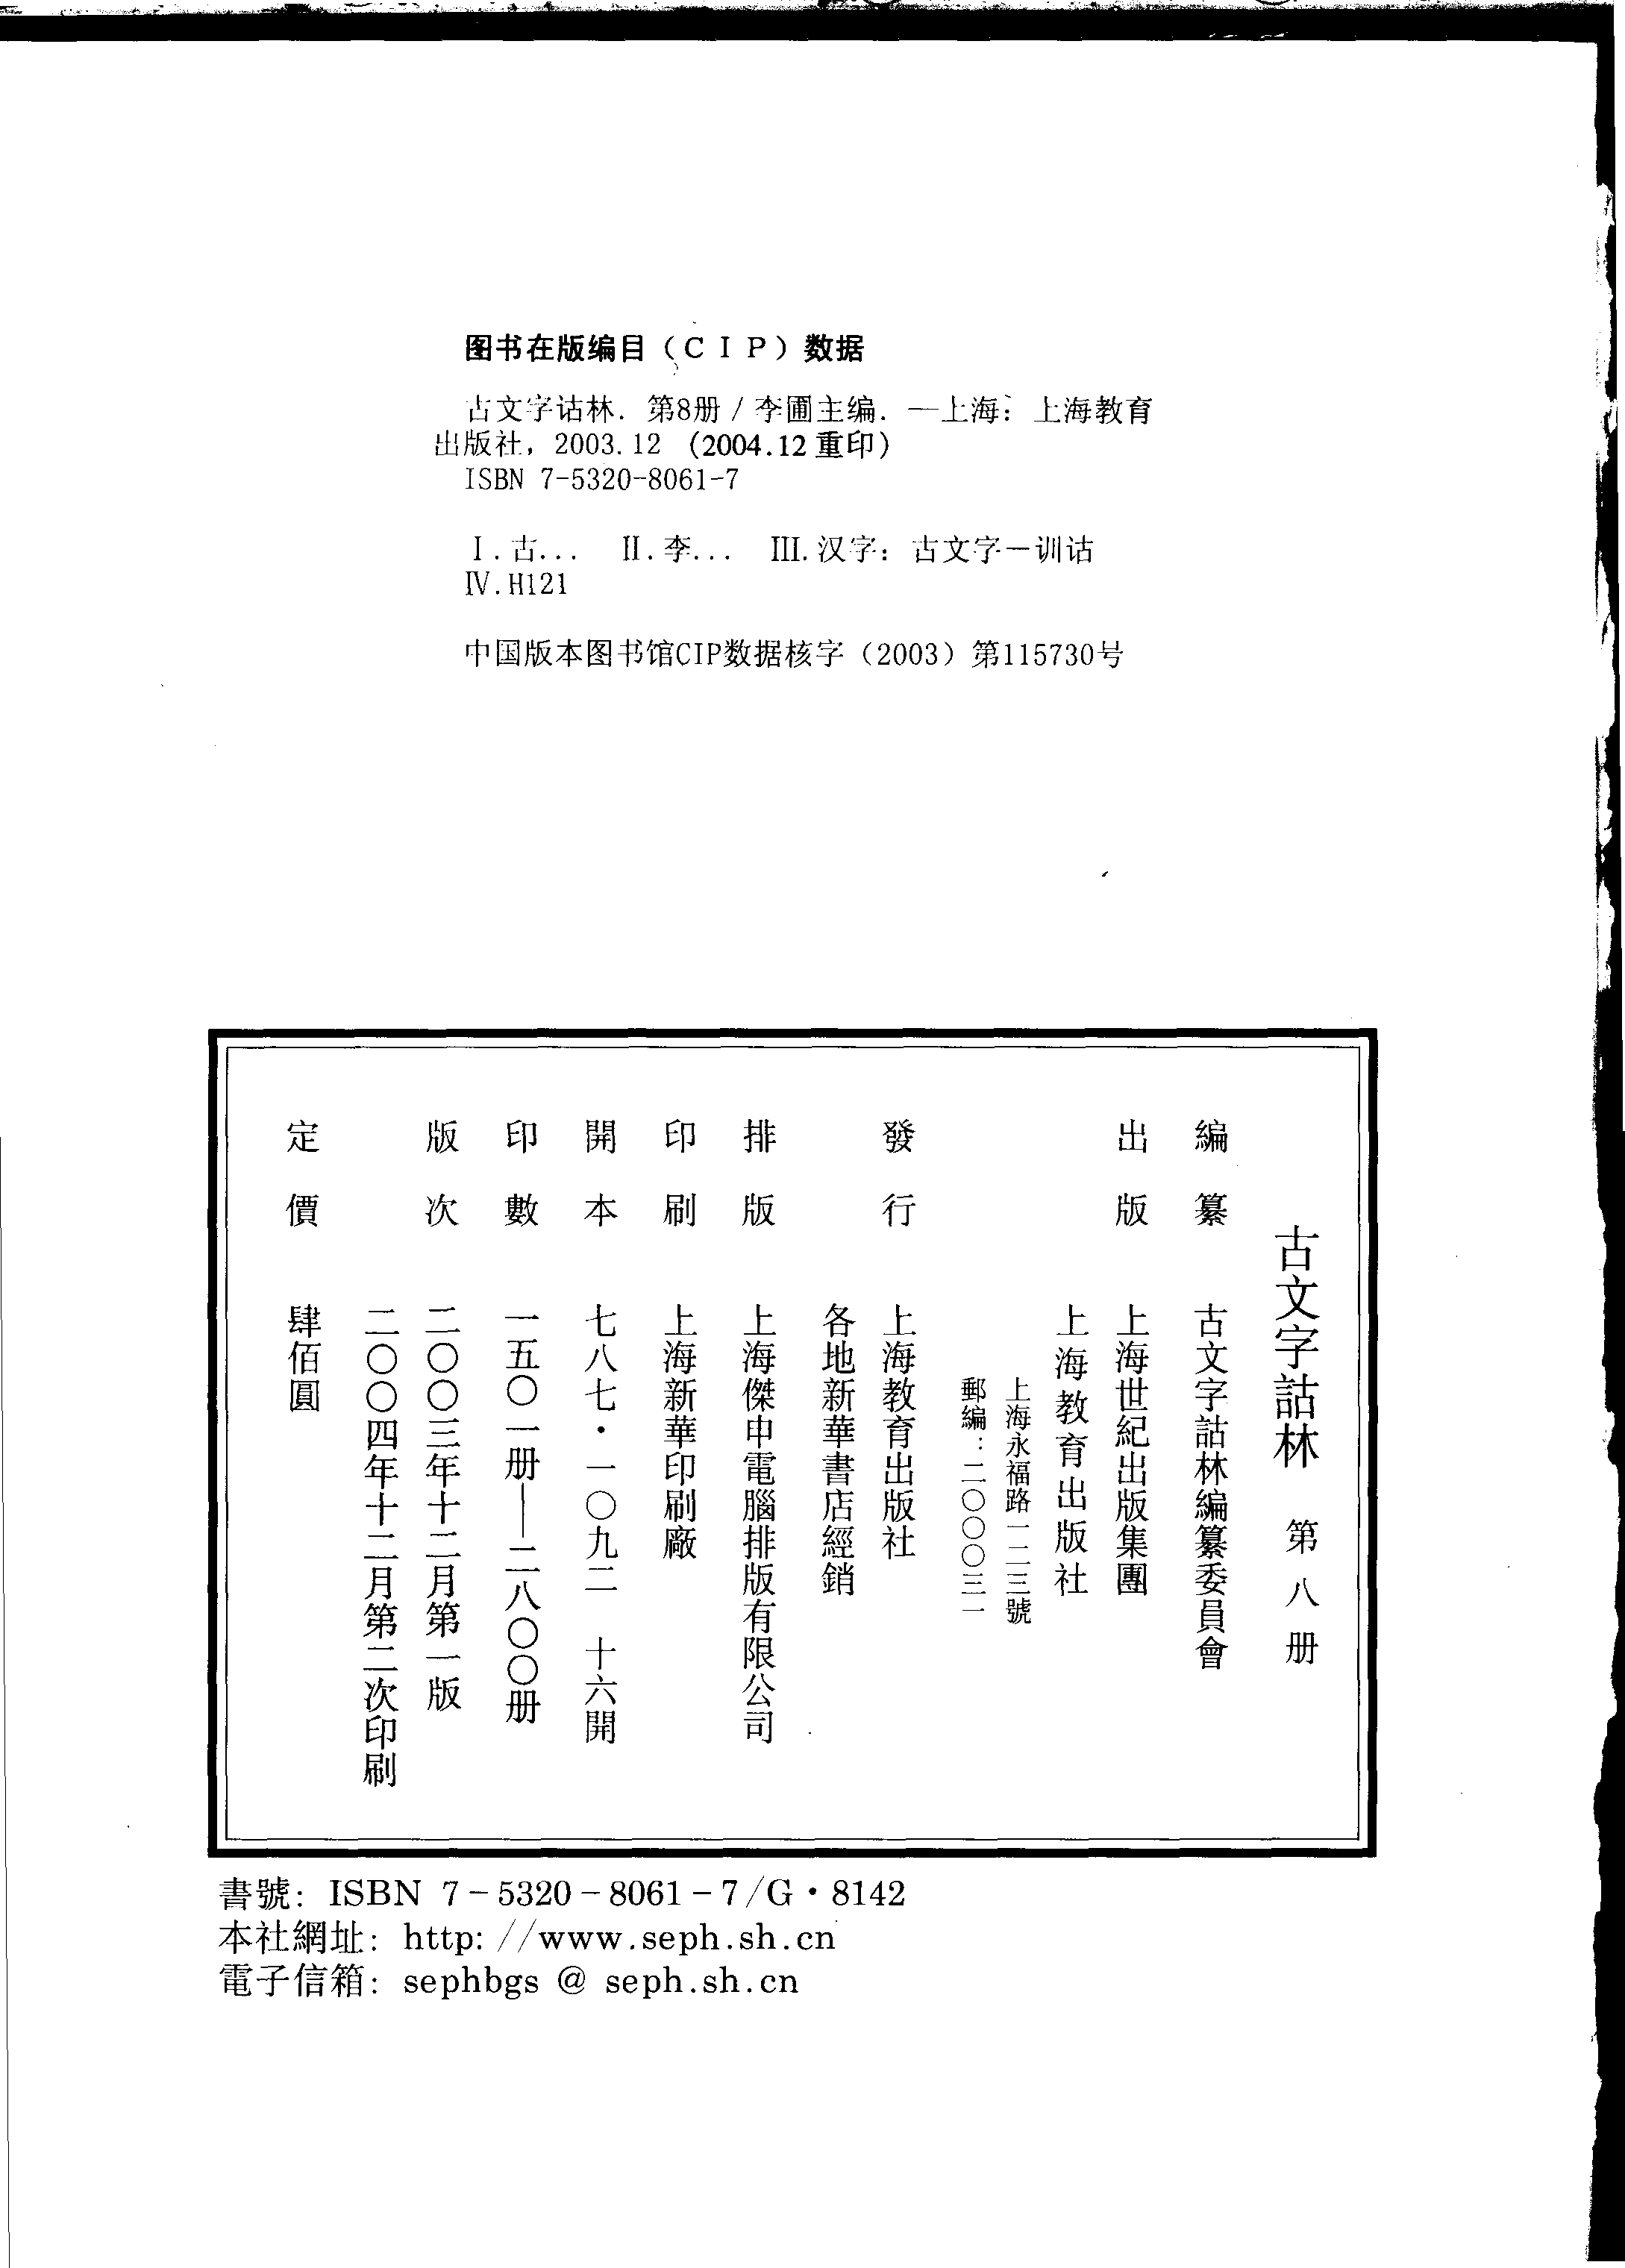 图书在版编目（CIP）数据
古文字诂林．第8册 / 李圃主编．—上海：上海教育
出版社，2003.12 （2004.12重印）
ISBN 7-5320-8061-7
Ⅰ.古... Ⅱ.李... Ⅲ.汉字：古文字－训诂
Ⅳ.H121
中国版本图书馆CIP数据核字（2003）第115730号
古文字詁林 第八册
編纂 古文字詁林編纂委員會
出版 上海世紀出版集團
上海教育出版社
上海永福路一二三號
郵編：二〇〇〇三一
發行 上海教育出版社
各地新華書店經銷
排版 上海傑申電腦排版有限公司
印刷 上海新華印刷廠
開本 七八七·一〇九二 十六開
印數 一五〇一册——二八〇〇册
版次 二〇〇三年十二月第一版
二〇〇四年十二月第二次印刷
定價 肆佰圓
書號：ISBN 7－5320－8061－7/G·8142
本社網址：http://www.seph.sh.cn
電子信箱：sephbgs @ seph.sh.cn